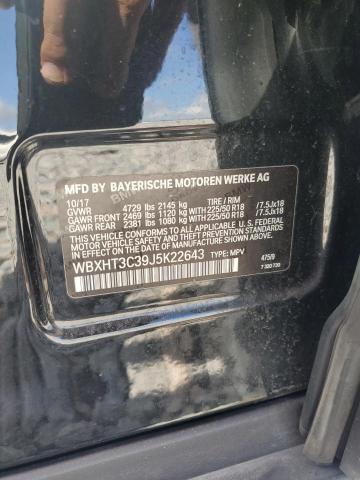 MFD BY BAYERISCHE MOTOREN WERKE AG
10/17 TIRE / RIM
GVWR 4729 lbs 2145 kg
GAWR FRONT 2469 lbs 1120 kg WITH 225/50 R18 /7.5Jx18
GAWR REAR 2381 lbs 1080 kg WITH 225/50 R18 /7.5Jx18
THIS VEHICLE CONFORMS TO ALL APPLICABLE U.S. FEDERAL
MOTOR VEHICLE SAFETY, BUMPER, AND THEFT
PREVENTION STANDARDS IN EFFECT ON THE DATE
OF MANUFACTURE SHOWN ABOVE.
WBXHT3C39J5K22643 TYPE: MPV 475/9